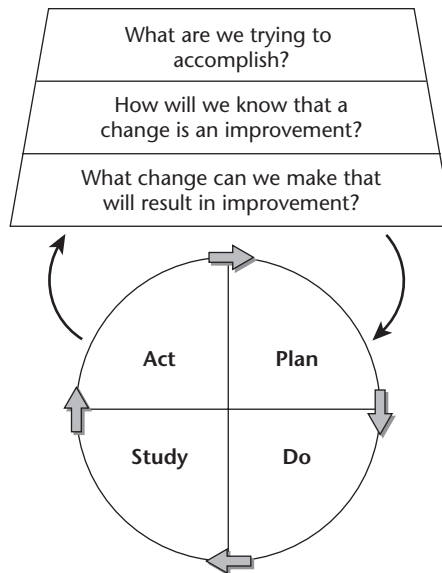 What are we trying to
accomplish?
How will we know that a
change is an improvement?
What change can we make that
will result in improvement?
Act
Plan
Study
Do